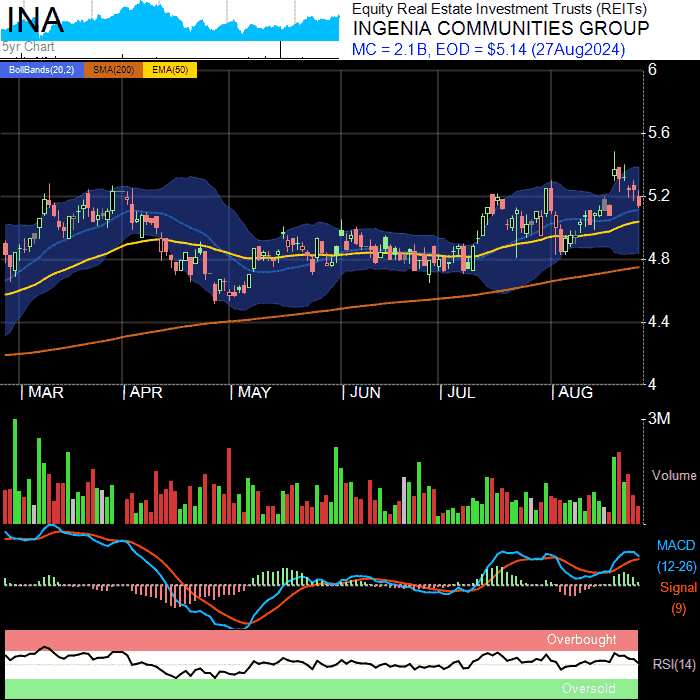 INA
5yr Chart
Equity Real Estate Investment Trusts (REITs)
INGENIA COMMUNITIES GROUP
MC = 2.1B, EOD = $5.14 (27Aug2024)
BollBands(20,2) SMA(200) EMA(50)
6
5.6
5.2
4.8
4.4
4
MAR APR MAY JUN JUL AUG
3M
Volume
MACD
(12-26)
Signal
(9)
Overbought
RSI(14)
Oversold